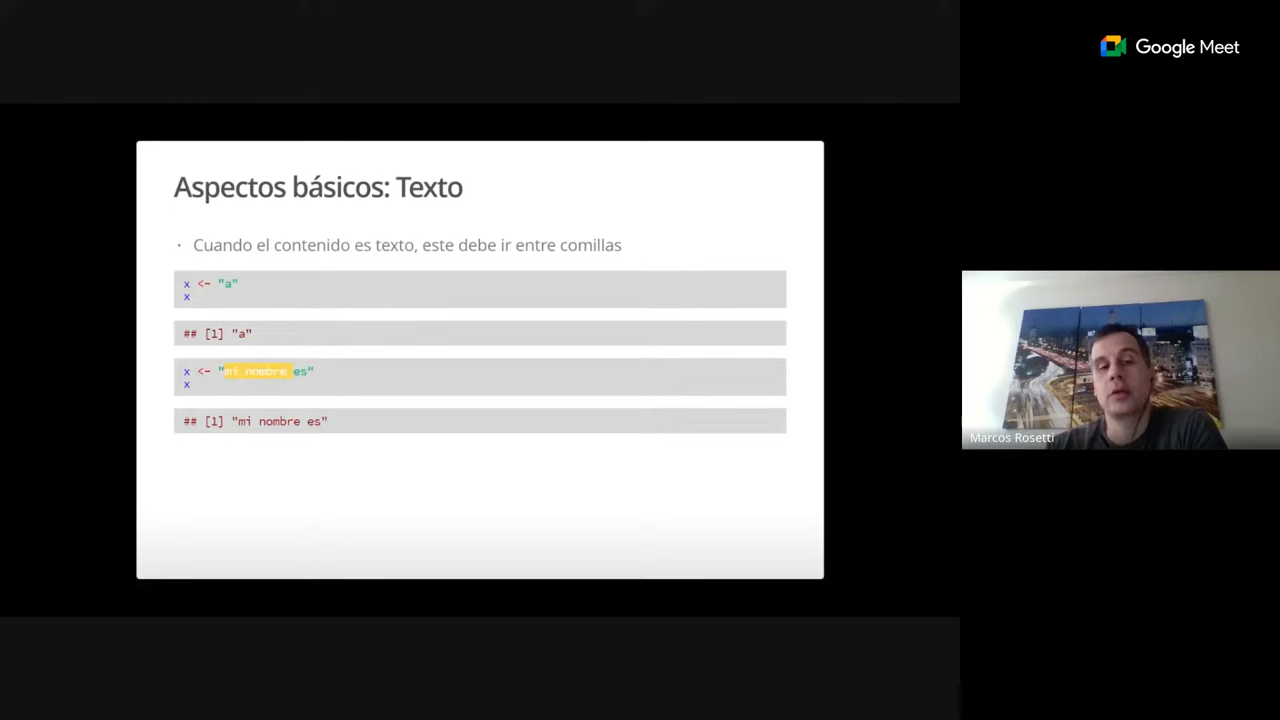 Google Meet
Aspectos básicos: Texto
· Cuando el contenido es texto, este debe ir entre comillas
x <- "a"
x
## [1] "a"
x <- "mi nombre es"
x
## [1] "mi nombre es"
Marcos Rosetti